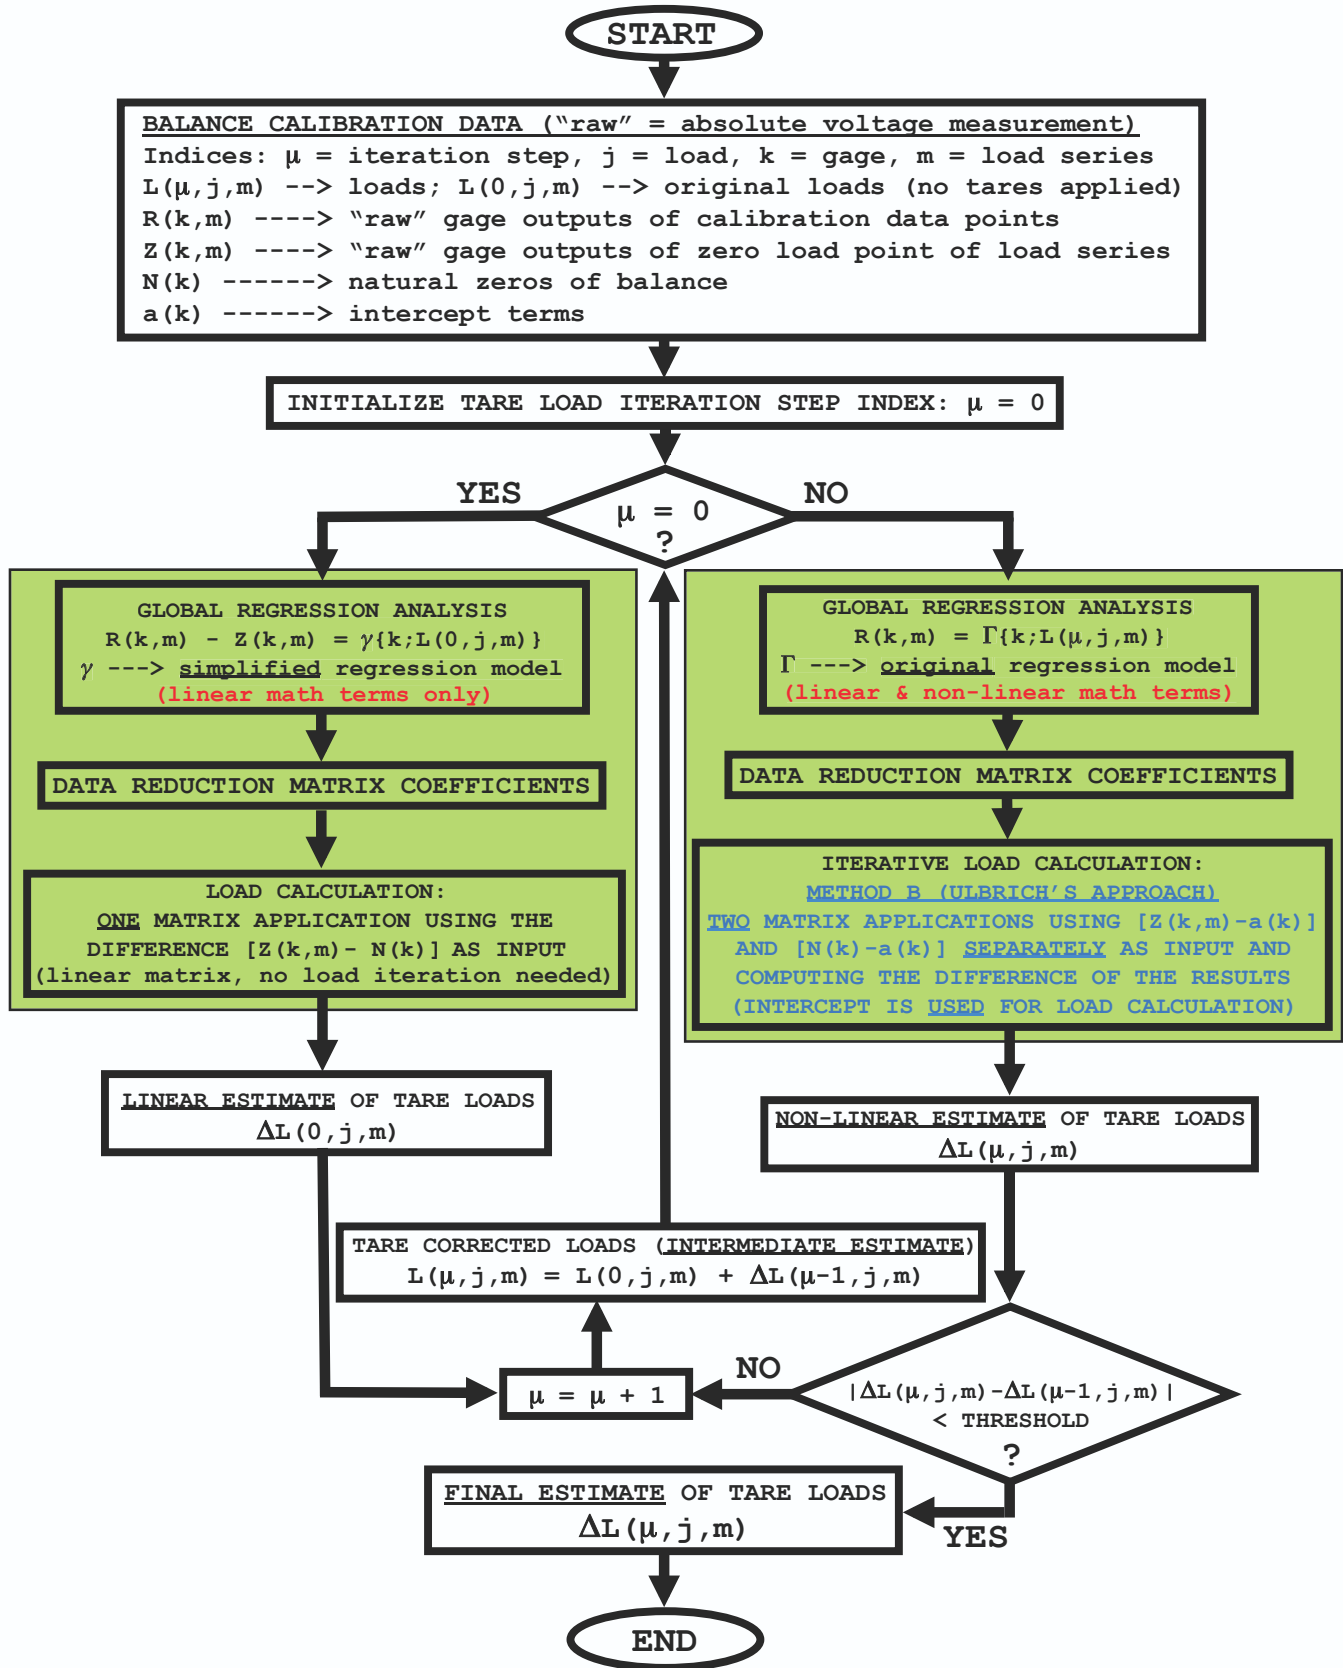 START
BALANCE CALIBRATION DATA (“raw” = absolute voltage measurement)
Indices: μ = iteration step, j = load, k = gage, m = load series
L(μ,j,m) --> loads; L(0,j,m) --> original loads (no tares applied)
R(k,m) ----> “raw” gage outputs of calibration data points
Z(k,m) ----> “raw” gage outputs of zero load point of load series
N(k) ------> natural zeros of balance
a(k) ------> intercept terms
INITIALIZE TARE LOAD ITERATION STEP INDEX: μ = 0
YES
NO
μ = 0
?
GLOBAL REGRESSION ANALYSIS
R(k,m) - Z(k,m) = γ{k;L(0,j,m)}
γ ---> simplified regression model
(linear math terms only)
DATA REDUCTION MATRIX COEFFICIENTS
LOAD CALCULATION:
ONE MATRIX APPLICATION USING THE
DIFFERENCE [Z(k,m)- N(k)] AS INPUT
(linear matrix, no load iteration needed)
LINEAR ESTIMATE OF TARE LOADS
ΔL(0,j,m)
GLOBAL REGRESSION ANALYSIS
R(k,m) = Γ{k;L(μ,j,m)}
Γ ---> original regression model
(linear & non-linear math terms)
DATA REDUCTION MATRIX COEFFICIENTS
ITERATIVE LOAD CALCULATION:
METHOD B (ULBRICH’S APPROACH)
TWO MATRIX APPLICATIONS USING [Z(k,m)-a(k)]
AND [N(k)-a(k)] SEPARATELY AS INPUT AND
COMPUTING THE DIFFERENCE OF THE RESULTS
(INTERCEPT IS USED FOR LOAD CALCULATION)
NON-LINEAR ESTIMATE OF TARE LOADS
ΔL(μ,j,m)
TARE CORRECTED LOADS (INTERMEDIATE ESTIMATE)
L(μ,j,m) = L(0,j,m) + ΔL(μ-1,j,m)
μ = μ + 1
NO
|ΔL(μ,j,m)-ΔL(μ-1,j,m)|
< THRESHOLD
?
YES
FINAL ESTIMATE OF TARE LOADS
ΔL(μ,j,m)
END